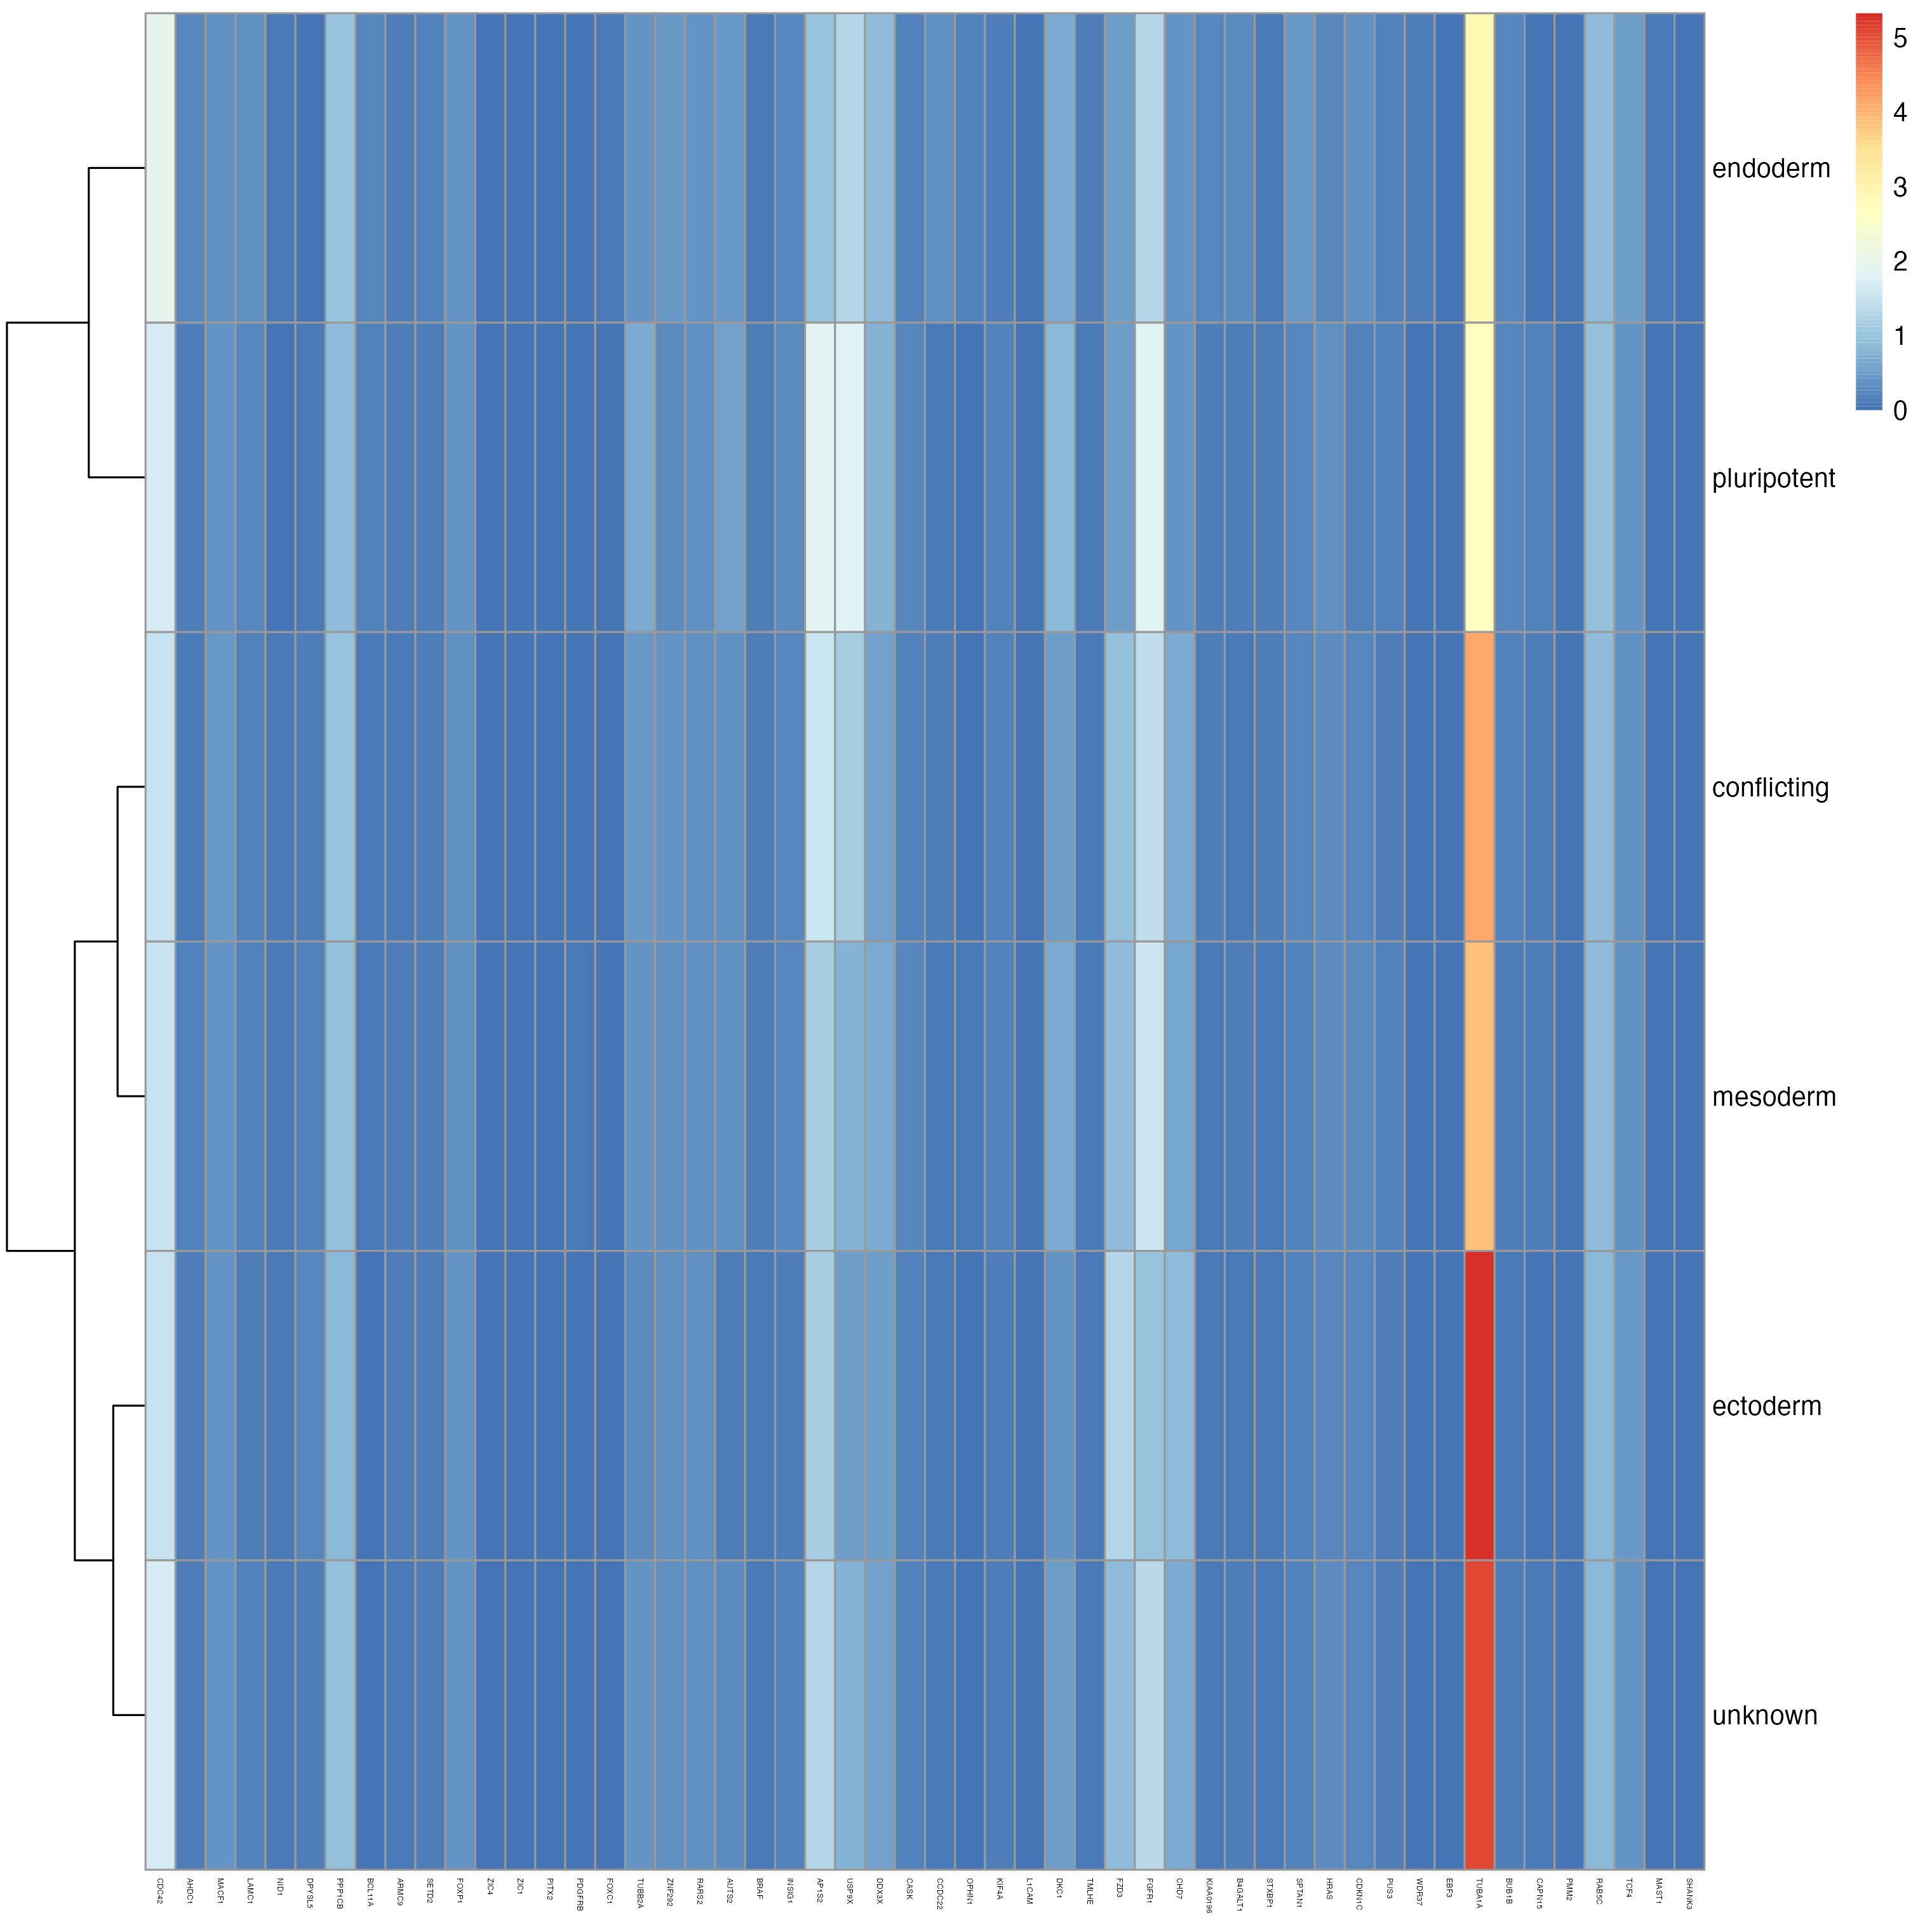 5
4
3
2
1
0
endoderm
pluripotent
conflicting
mesoderm
ectoderm
unknown
CDC42
AHDC1
MACF1
LAMC1
NID1
DPYSL5
PPP1CB
BCL11A
ARMC9
SETD2
FOXP1
ZIC4
ZIC1
PITX2
PDGFRB
FOXC1
TUBB2A
ZNF292
RARS2
AUTS2
BRAF
INSIG1
AP1S2
USP9X
DDX3X
CASK
CCDC22
OPHN1
KIF4A
L1CAM
DKC1
TMLHE
FZD3
FGFR1
CHD7
KIAA0196
B4GALT1
STXBP1
SPTAN1
HRAS
CDKN1C
PUS3
WDR37
EBF3
TUBA1A
BUB1B
CAPN15
PMM2
RAB5C
TCF4
MAST1
SHANK3